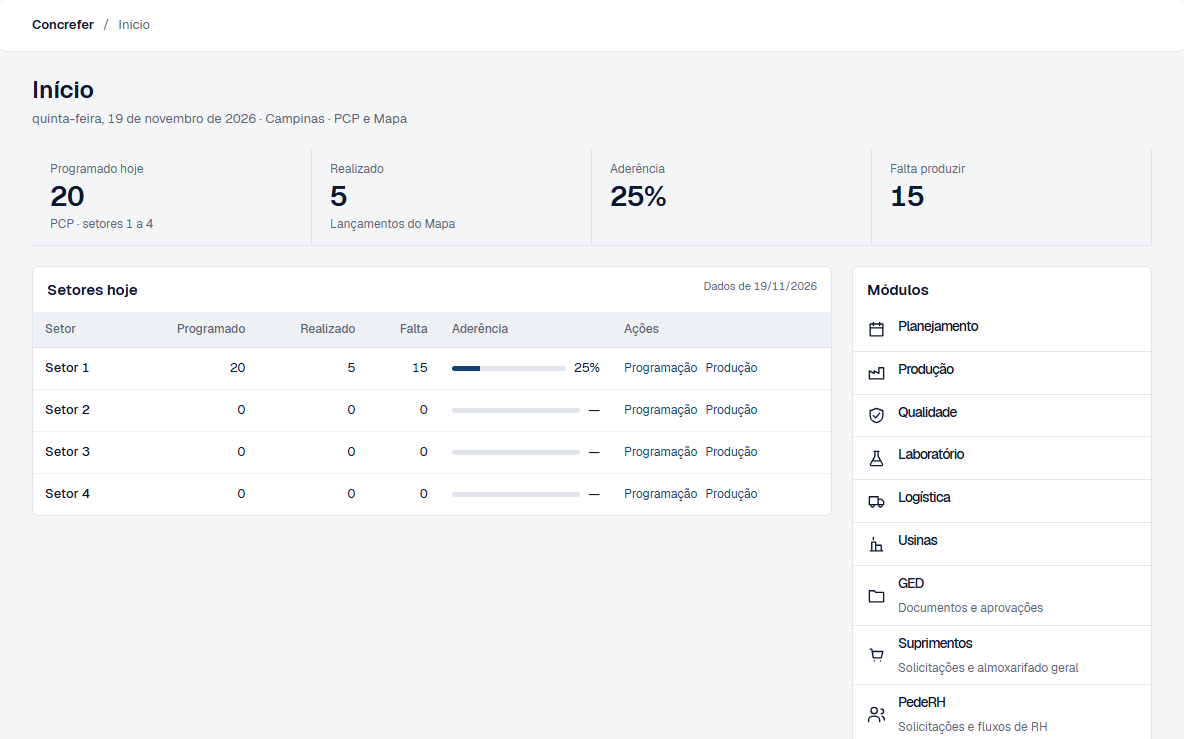 Concrefer / Início
Início
quinta-feira, 19 de novembro de 2026 · Campinas · PCP e Mapa
Programado hoje
20
PCP · setores 1 a 4
Realizado
5
Lançamentos do Mapa
Aderência
25%
Falta produzir
15
Setores hoje
Dados de 19/11/2026
Setor Programado Realizado Falta Aderência Ações
Setor 1 20 5 15 25% Programação Produção
Setor 2 0 0 0 — Programação Produção
Setor 3 0 0 0 — Programação Produção
Setor 4 0 0 0 — Programação Produção
Módulos
Planejamento
Produção
Qualidade
Laboratório
Logística
Usinas
GED
Documentos e aprovações
Suprimentos
Solicitações e almoxarifado geral
PedeRH
Solicitações e fluxos de RH